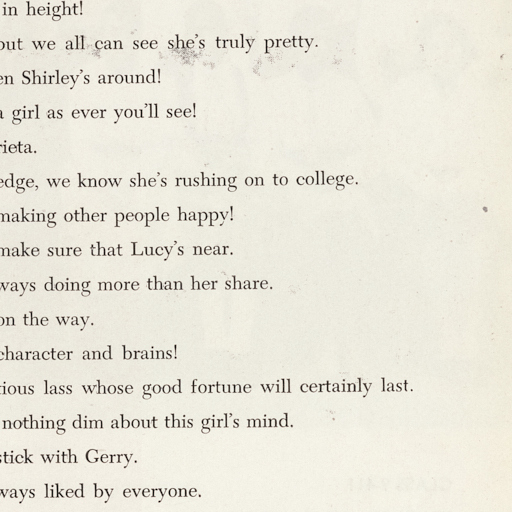 in height!
but we all can see she's truly pretty.
en Shirley's around!
a girl as ever you'll see!
rieta.
edge, we know she's rushing on to college.
making other people happy!
make sure that Lucy's near.
ways doing more than her share.
on the way.
character and brains!
tious lass whose good fortune will certainly last.
nothing dim about this girl's mind.
stick with Gerry.
ways liked by everyone.